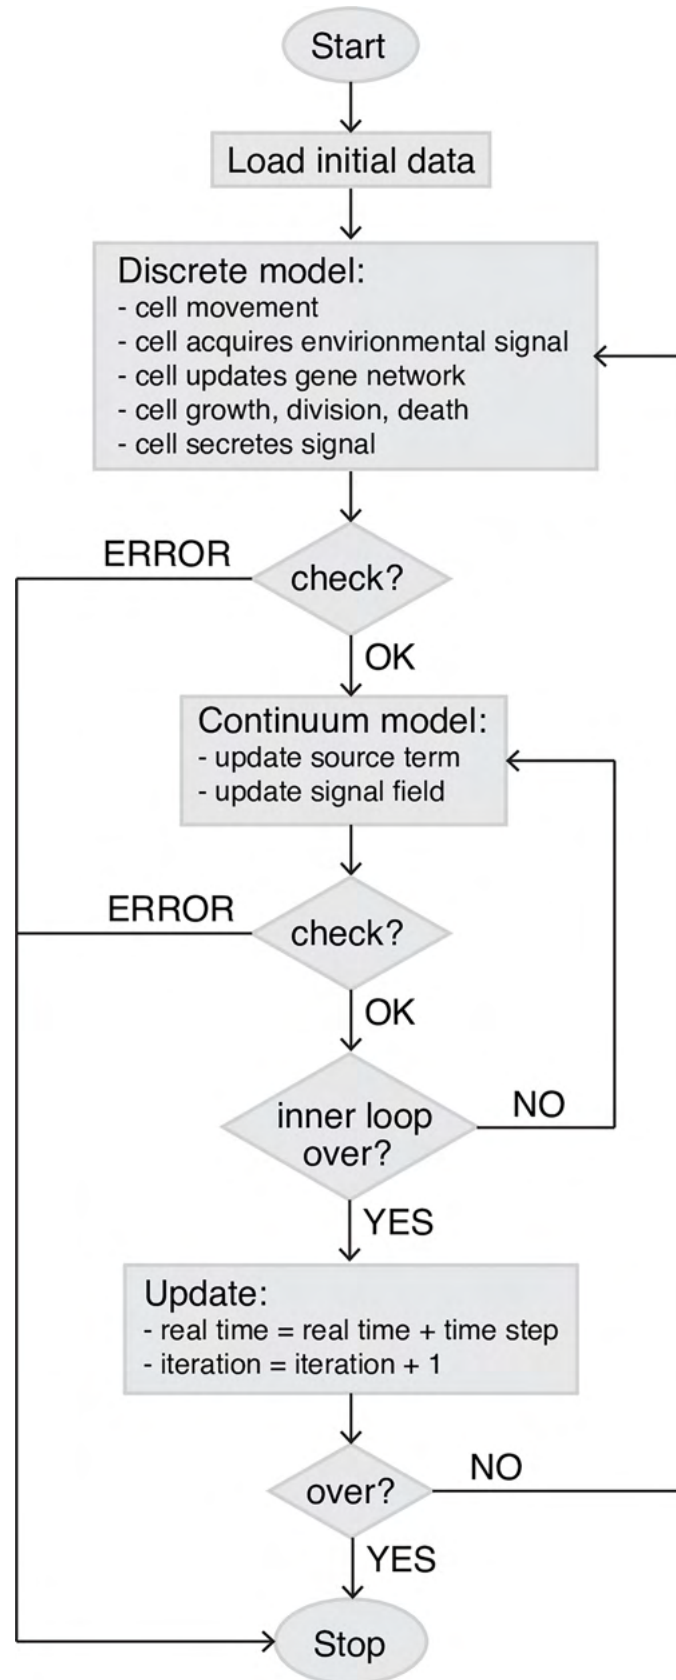 Start
Load initial data
Discrete model:
- cell movement
- cell acquires envirionmental signal
- cell updates gene network
- cell growth, division, death
- cell secretes signal
ERROR
check?
OK
Continuum model:
- update source term
- update signal field
ERROR
check?
OK
inner loop
over?
NO
YES
Update:
- real time = real time + time step
- iteration = iteration + 1
over?
NO
YES
Stop